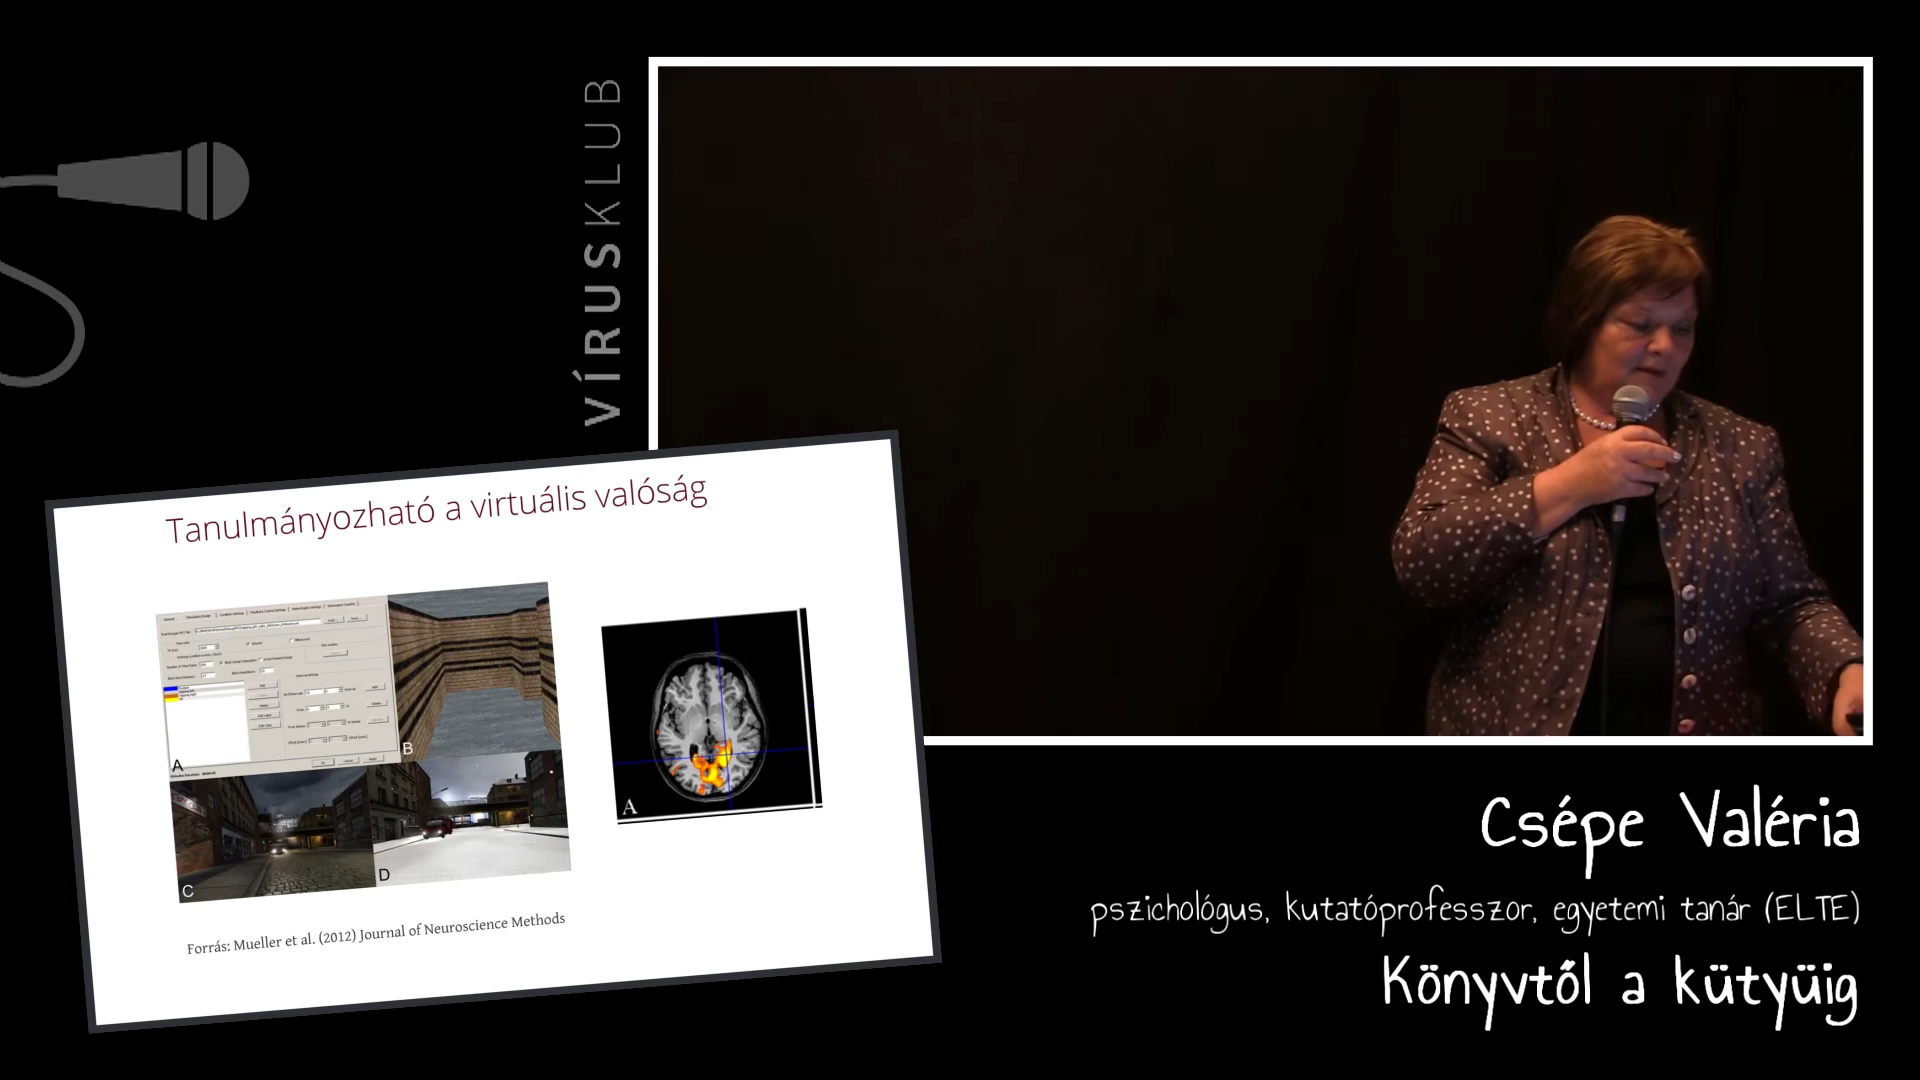 VÍRUSKLUB
Tanulmányozható a virtuális valóság
A
B
C
D
A
Forrás: Mueller et al. (2012) Journal of Neuroscience Methods
Csépe Valéria
pszichológus, kutatóprofesszor, egyetemi tanár (ELTE)
Könyvtől a kütyüig